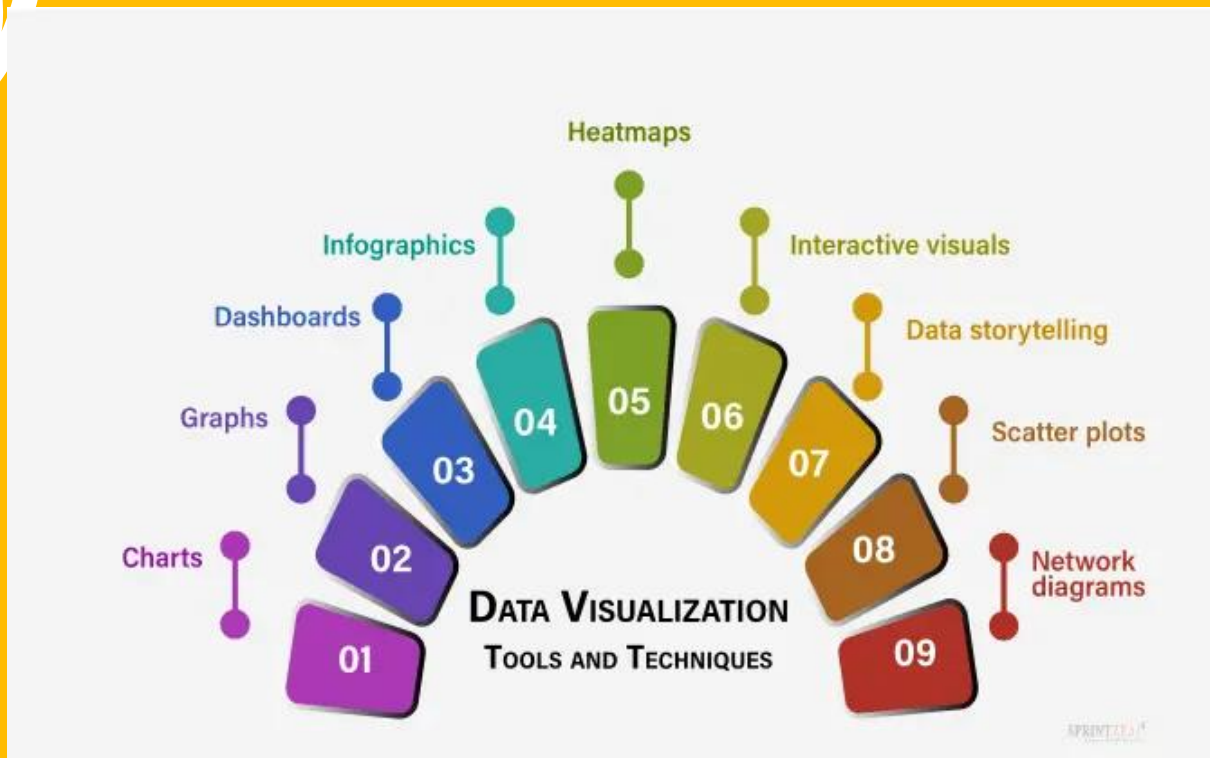 Heatmaps
Infographics
Interactive visuals
Dashboards
Data storytelling
Graphs
Scatter plots
Charts
Network
diagrams
01
02
03
04
05
06
07
08
09
DATA VISUALIZATION
TOOLS AND TECHNIQUES